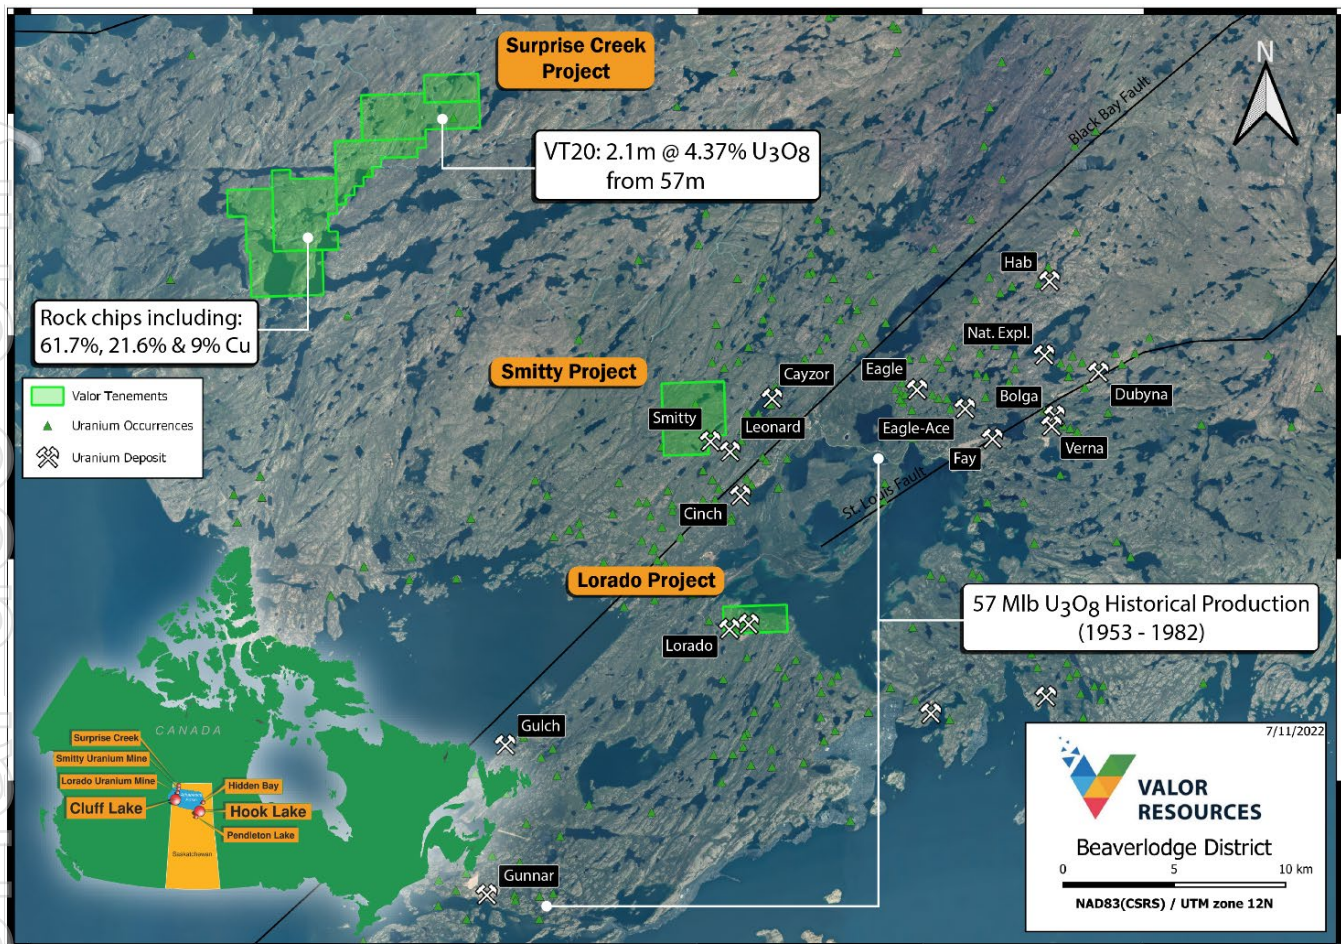 Surprise Creek
Project
N
Black Bay Fault
VT20: 2.1m @ 4.37% U3O8
from 57m
Hab
Rock chips including:
61.7%, 21.6% & 9% Cu
Nat. Expl.
Smitty Project
Cayzor
Eagle
Dubyna
Bolga
Valor Tenements
Uranium Occurrences
Uranium Deposit
Smitty
Leonard
Eagle-Ace
Fay
Verna
St. Louis Fault
Cinch
Lorado Project
57 Mlb U3O8 Historical Production
(1953 - 1982)
Lorado
Gulch
Gunnar
CANADA
Surprise Creek
Smitty Uranium Mine
Lorado Uranium Mine
Cluff Lake
Hidden Bay
Hook Lake
Pendleton Lake
Saskatchewan
7/11/2022
VALOR
RESOURCES
Beaverlodge District
0 5 10 km
NAD83(CSRS) / UTM zone 12N